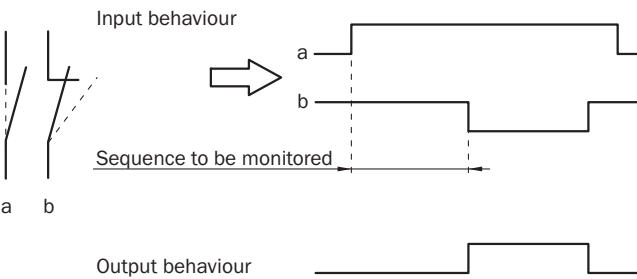 Input behaviour
a
b
Sequence to be monitored
a b
Output behaviour